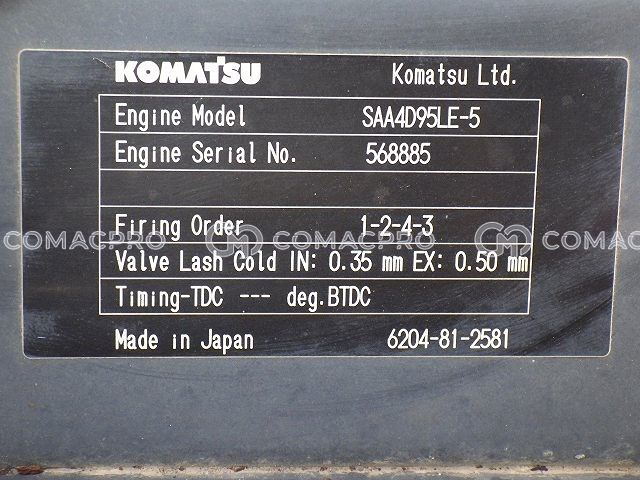 KOMATSU Komatsu Ltd.
Engine Model SAA4D95LE-5
Engine Serial No. 568885
Firing Order 1-2-4-3
COMACPRO COMACPRO COMACPRO
Valve Lash Cold IN: 0.35 mm EX: 0.50 mm
Timing-TDC --- deg.BTDC
Made in Japan 6204-81-2581